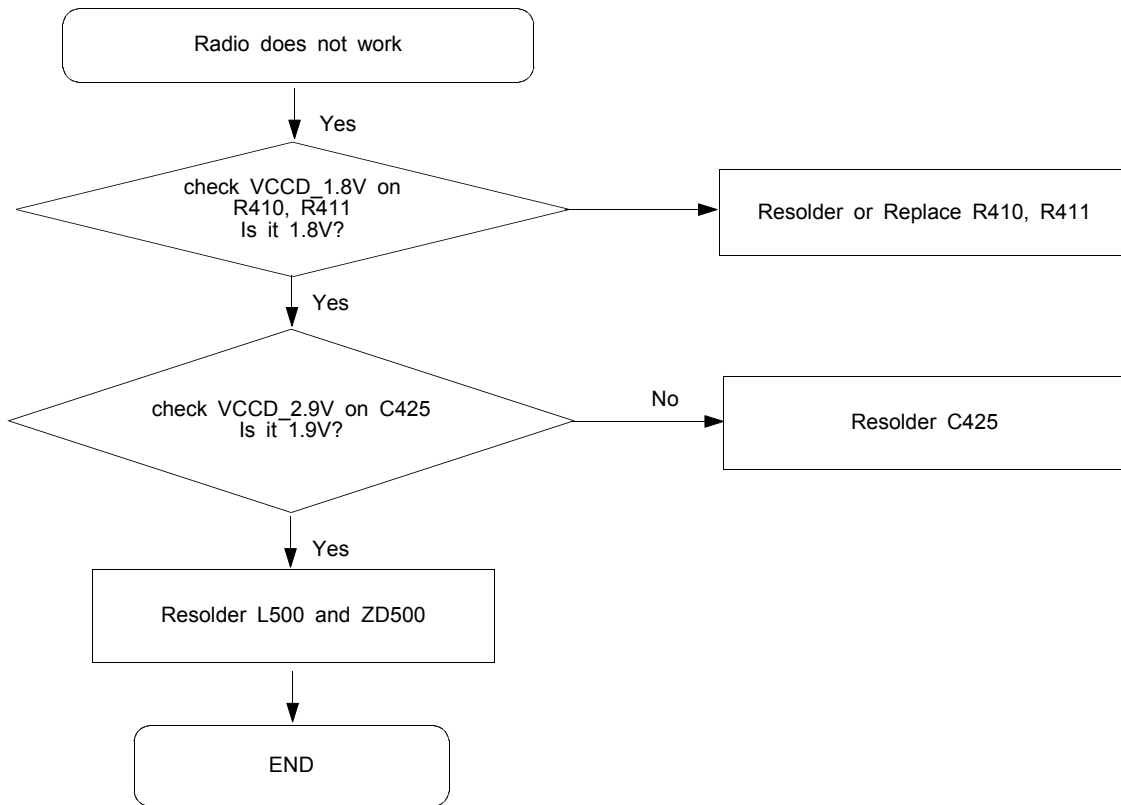 Radio does not work
Yes
check VCCD_1.8V on
R410, R411
Is it 1.8V?
Resolder or Replace R410, R411
Yes
check VCCD_2.9V on C425
Is it 1.9V?
No
Resolder C425
Yes
Resolder L500 and ZD500
END